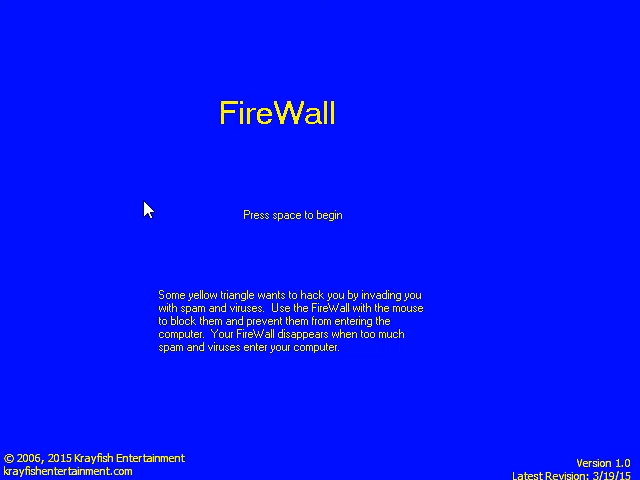 FireWall
Press space to begin
Some yellow triangle wants to hack you by invading you
with spam and viruses.  Use the FireWall with the mouse
to block them and prevent them from entering the
computer.  Your FireWall disappears when too much
spam and viruses enter your computer.
© 2006, 2015 Krayfish Entertainment
krayfishentertainment.com
Version 1.0
Latest Revision: 3/19/15